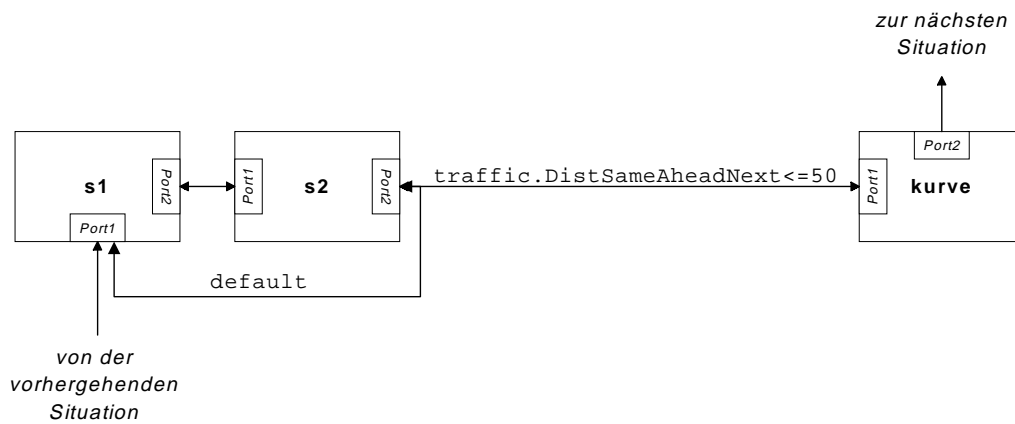 zur nächsten
Situation
Port2
s1
Port2
Port1
s2
Port2
traffic.DistSameAheadNext<=50
Port1
kurve
Port1
default
von der
vorhergehenden
Situation